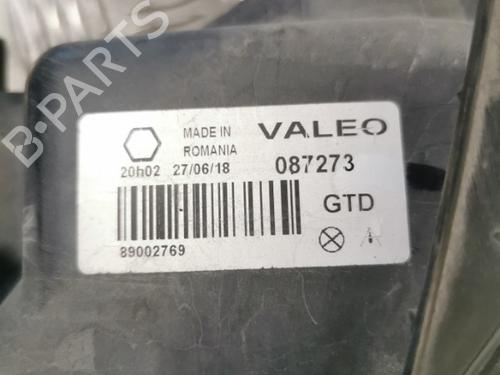 B-PARTS
MADE IN
ROMANIA
VALEO
20h02 27/06/18
087273
GTD
89002769
A